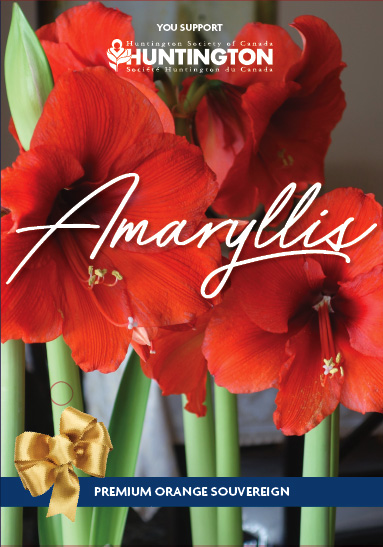 YOU SUPPORT
Huntington Society of Canada
HUNTINGTON
Société Huntington du Canada
Amaryllis
PREMIUM ORANGE SOUVEREIGN